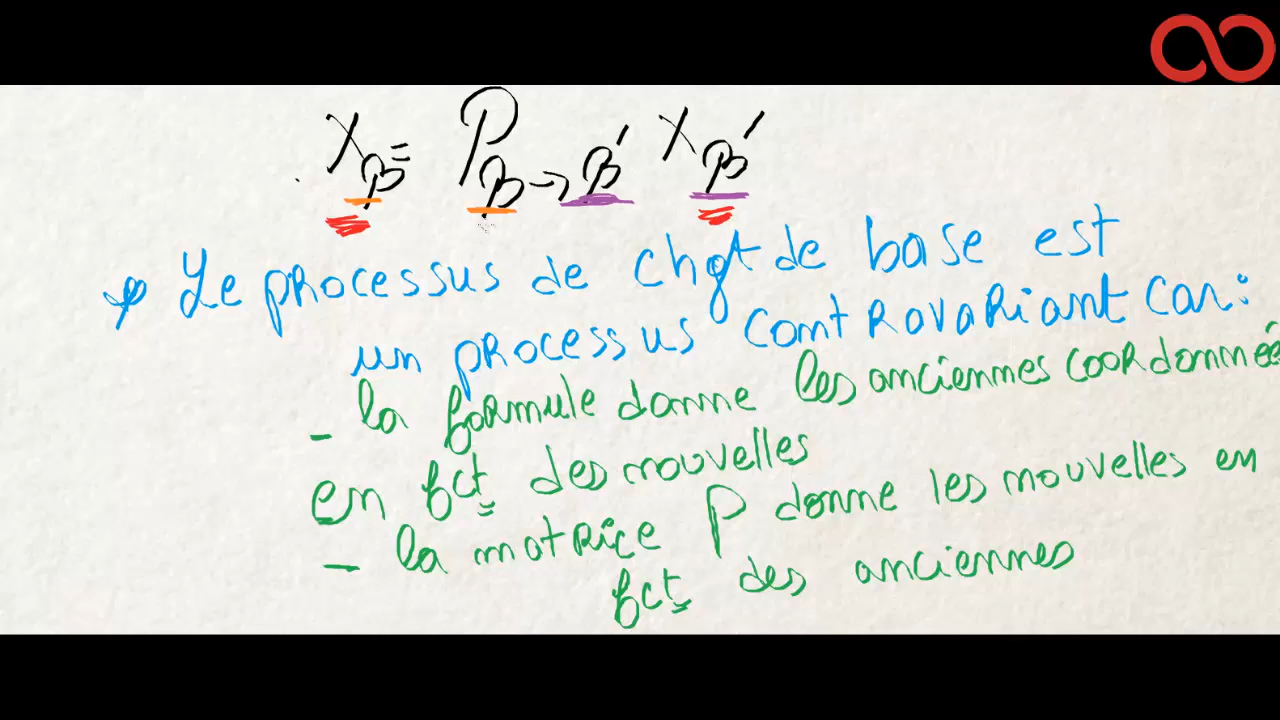 X_B = P_B→B' X_B'
* Le processus de chgt de base est
un processus contravariant car :
- la formule donne les anciennes coordonnée
en fct des nouvelles
- la matrice P donne les nouvelles en
fct des anciennes